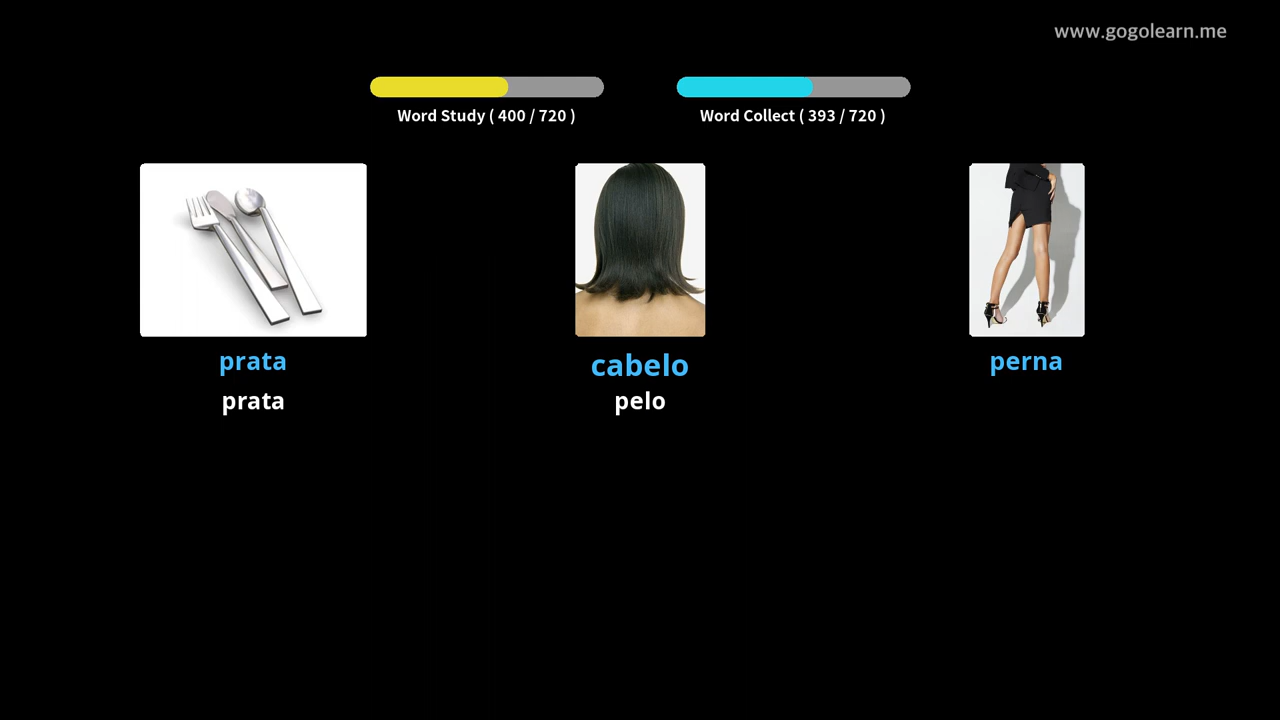 www.gogolearn.me
Word Study ( 400 / 720 )
Word Collect ( 393 / 720 )
prata
cabelo
perna
prata
pelo